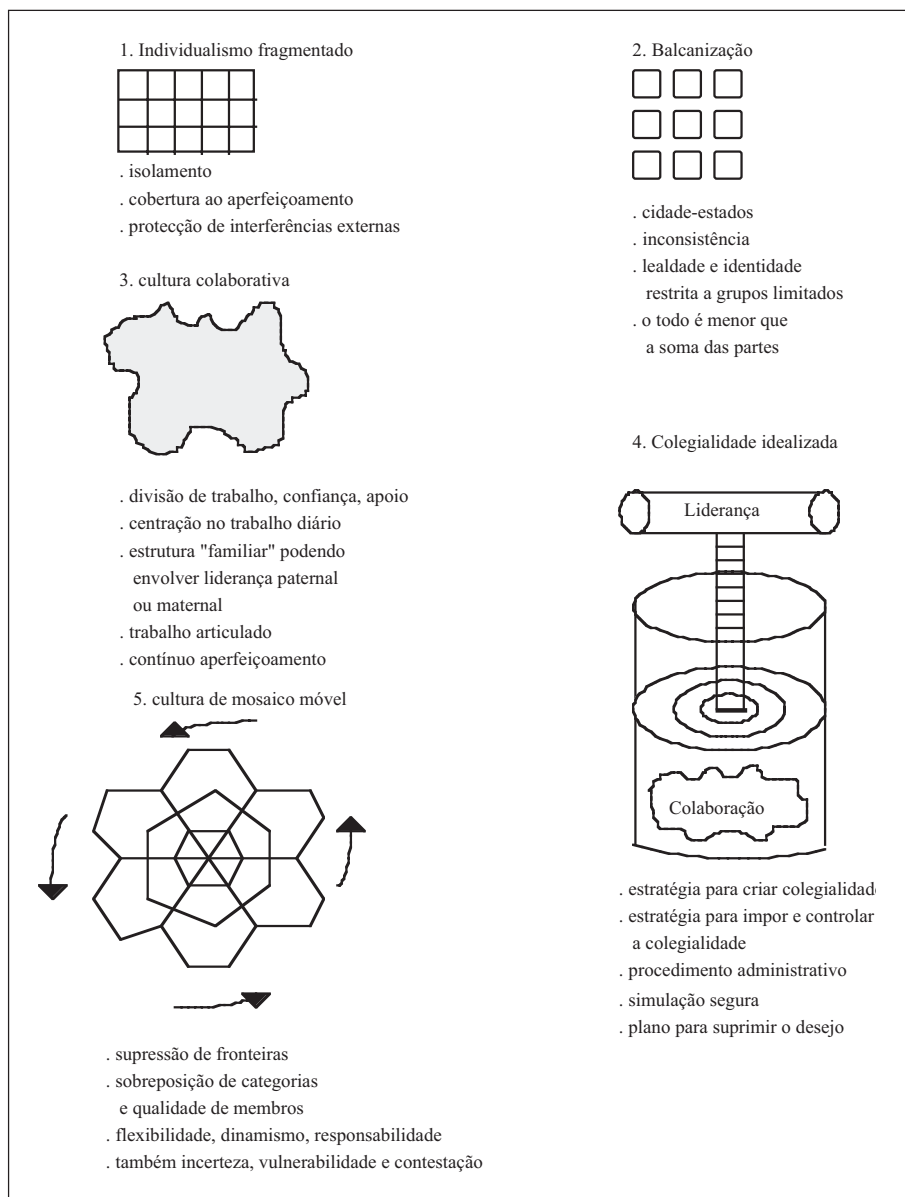 1. Individualismo fragmentado
. isolamento
. cobertura ao aperfeiçoamento
. protecção de interferências externas
2. Balcanização
. cidade-estados
. inconsistência
. lealdade e identidade
restrita a grupos limitados
. o todo é menor que
a soma das partes
3. cultura colaborativa
. divisão de trabalho, confiança, apoio
. centração no trabalho diário
. estrutura "familiar" podendo
envolver liderança paternal
ou maternal
. trabalho articulado
. contínuo aperfeiçoamento
4. Colegialidade idealizada
Liderança
Colaboração
. estratégia para criar colegialidad
. estratégia para impor e controlar
a colegialidade
. procedimento administrativo
. simulação segura
. plano para suprimir o desejo
5. cultura de mosaico móvel
. supressão de fronteiras
. sobreposição de categorias
e qualidade de membros
. flexibilidade, dinamismo, responsabilidade
. também incerteza, vulnerabilidade e contestação